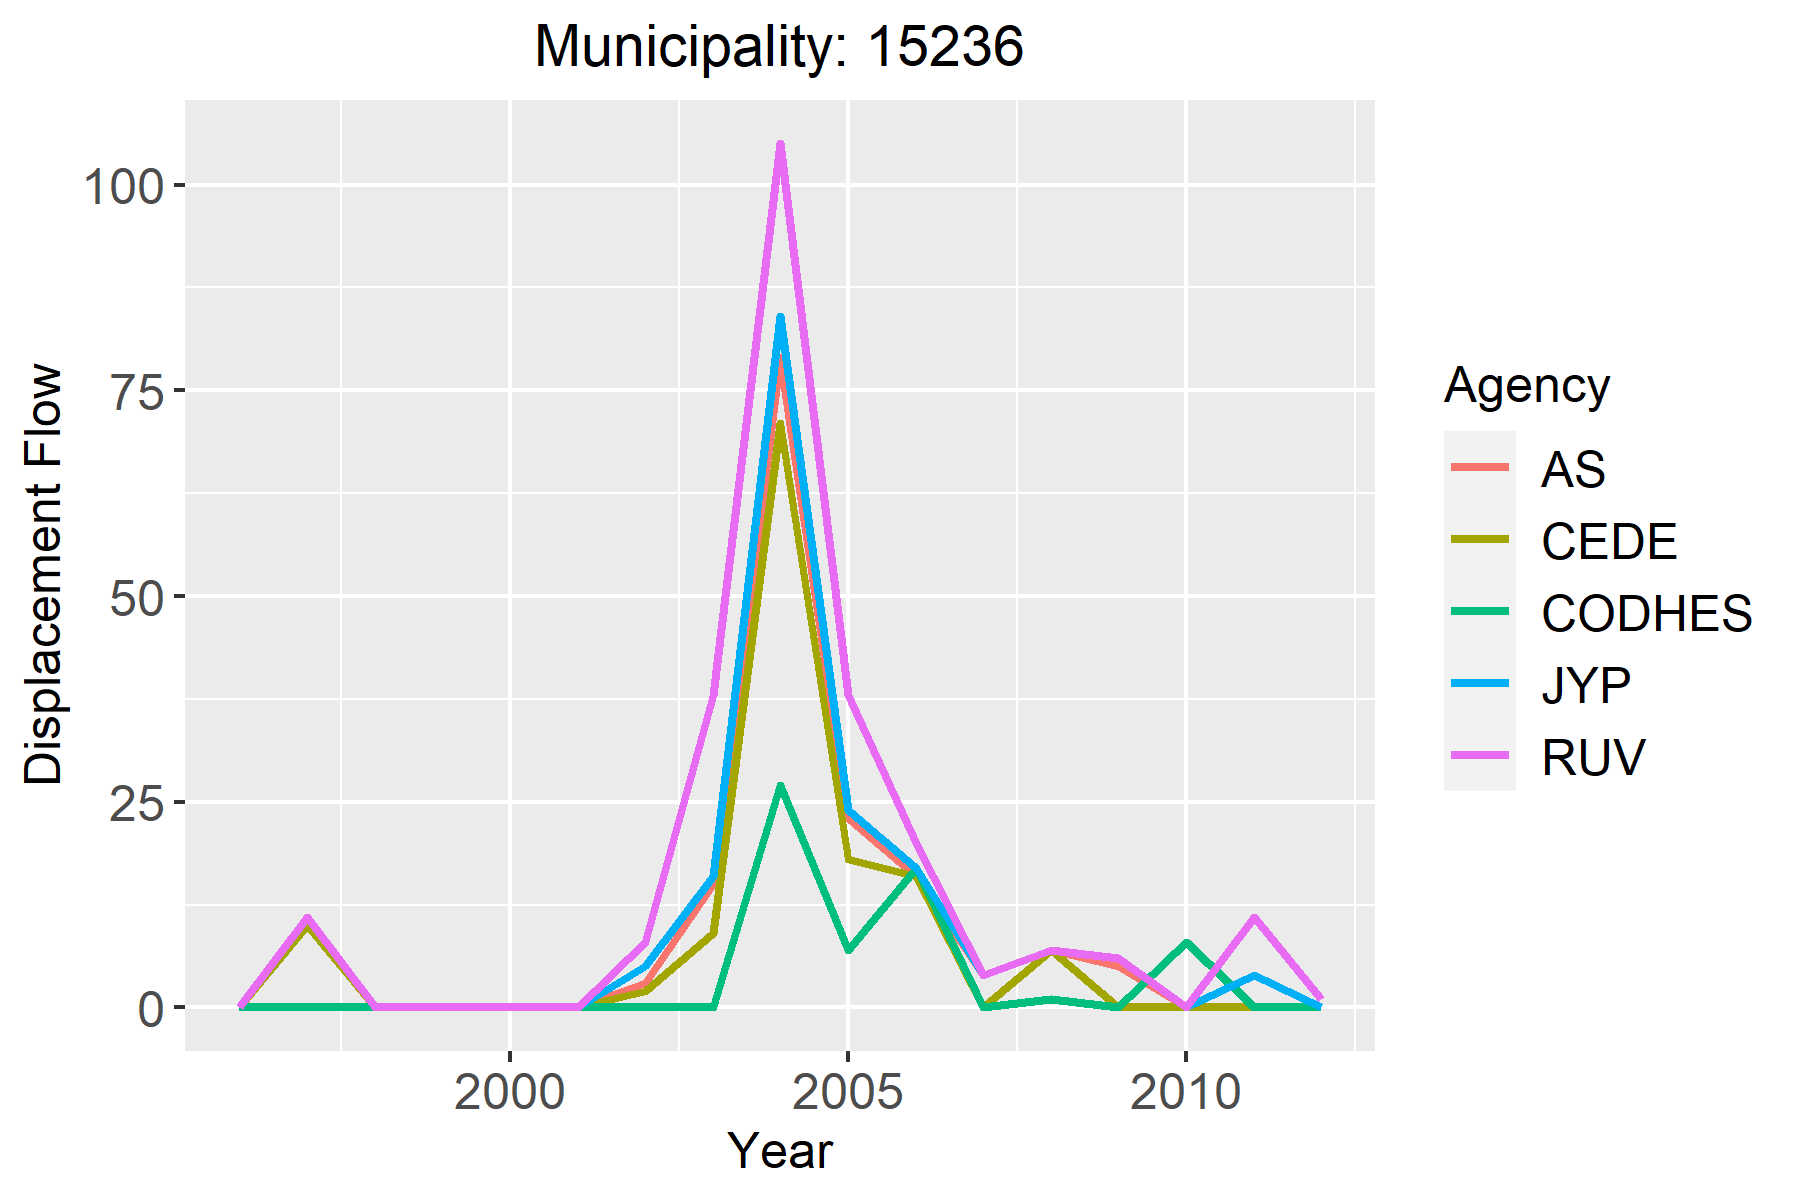 Municipality: 15236
100
75
50
25
0
Displacement Flow
2000
2005
2010
Year
Agency
AS
CEDE
CODHES
JYP
RUV